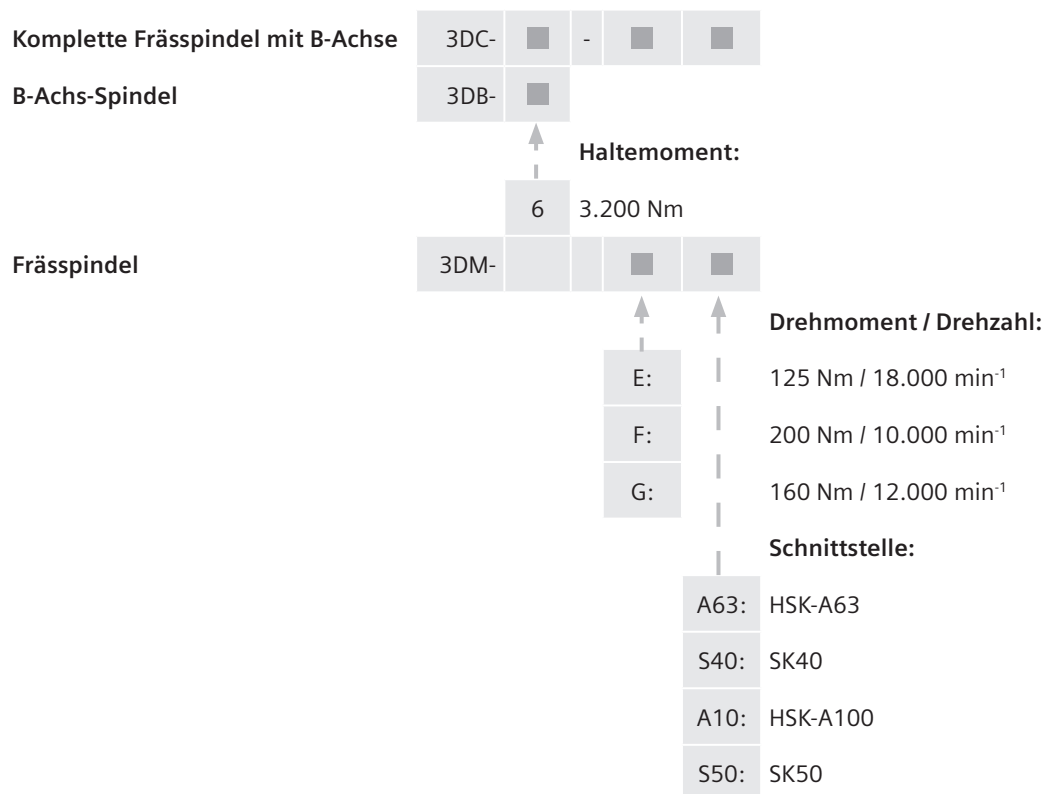 Komplette Frässpindel mit B-Achse 3DC- -
B-Achs-Spindel 3DB-
Haltemoment:
6 3.200 Nm
Frässpindel 3DM-
Drehmoment / Drehzahl:
E: 125 Nm / 18.000 min⁻¹
F: 200 Nm / 10.000 min⁻¹
G: 160 Nm / 12.000 min⁻¹
Schnittstelle:
A63: HSK-A63
S40: SK40
A10: HSK-A100
S50: SK50